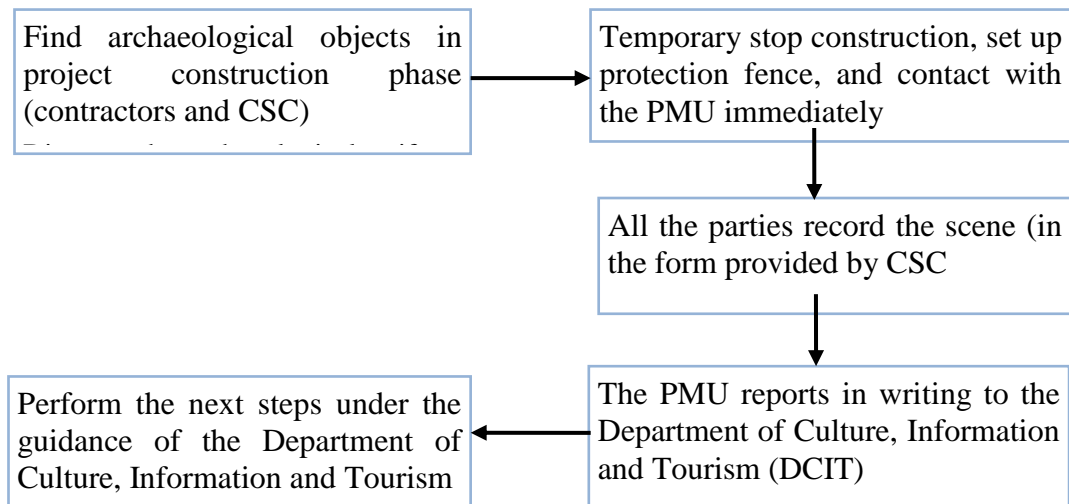 Find archaeological objects in
project construction phase
(contractors and CSC)
Temporary stop construction, set up
protection fence, and contact with
the PMU immediately
All the parties record the scene (in
the form provided by CSC
The PMU reports in writing to the
Department of Culture, Information
and Tourism (DCIT)
Perform the next steps under the
guidance of the Department of
Culture, Information and Tourism